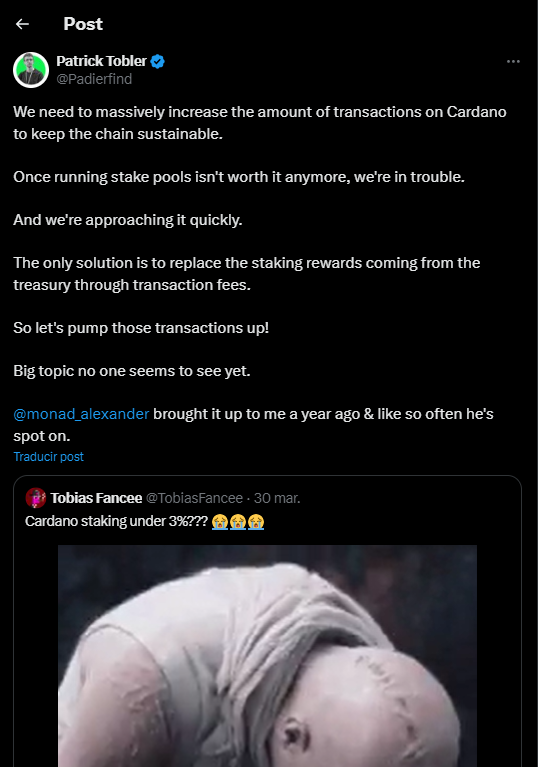 Post
Patrick Tobler
@Padierfind
We need to massively increase the amount of transactions on Cardano
to keep the chain sustainable.
Once running stake pools isn't worth it anymore, we're in trouble.
And we're approaching it quickly.
The only solution is to replace the staking rewards coming from the
treasury through transaction fees.
So let's pump those transactions up!
Big topic no one seems to see yet.
@monad_alexander brought it up to me a year ago & like so often he's
spot on.
Traducir post
Tobias Fancee @TobiasFancee · 30 mar.
Cardano staking under 3%??? 😭😭😭